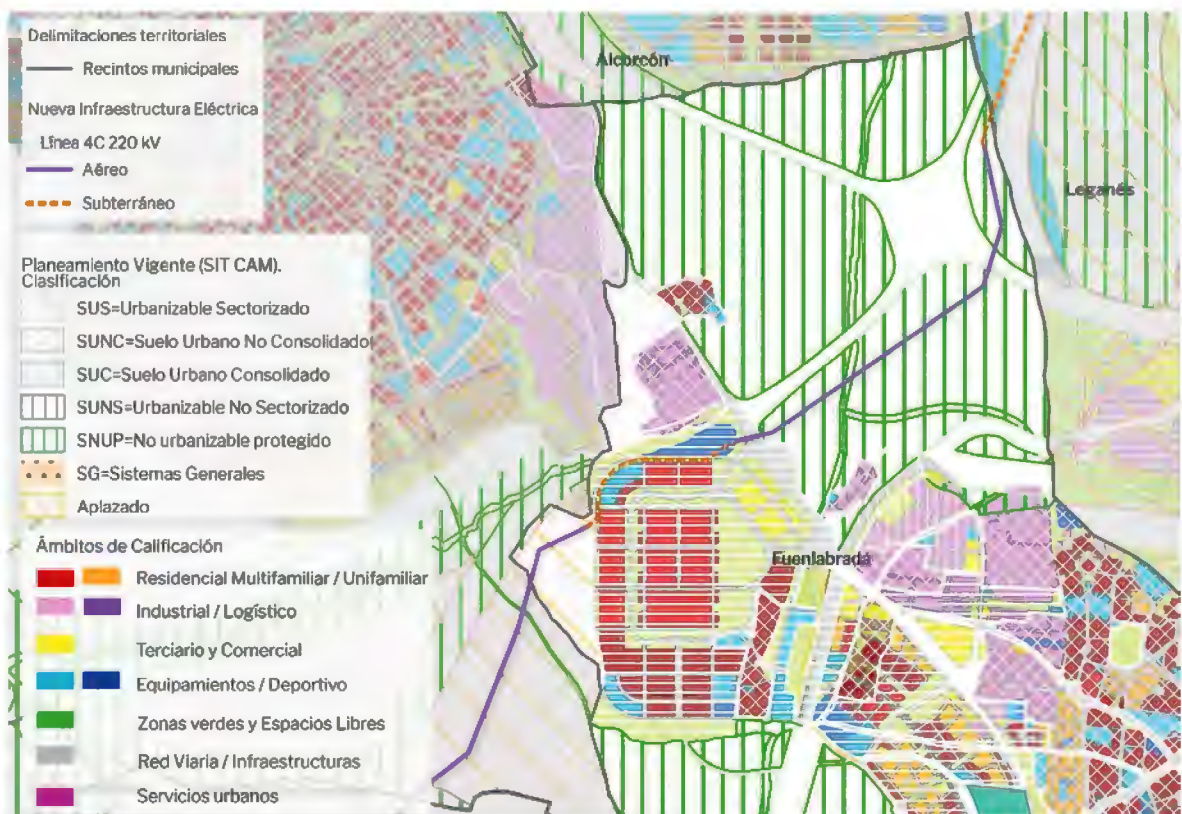 Delimitaciones territoriales
Recintos municipales
Nueva Infraestructura Eléctrica
Línea 4C 220 kV
Aéreo
Subterráneo
Planeamiento Vigente (SIT CAM).
Clasificación
SUS=Urbanizable Sectorizado
SUNC=Suelo Urbano No Consolidado
SUC=Suelo Urbano Consolidado
SUNS=Urbanizable No Sectorizado
SNUP=No urbanizable protegido
SG=Sistemas Generales
Aplazado
Ámbitos de Calificación
Residencial Multifamiliar / Unifamiliar
Industrial / Logístico
Terciario y Comercial
Equipamientos / Deportivo
Zonas verdes y Espacios Libres
Red Viaria / Infraestructuras
Servicios urbanos
Alcorcón
Leganés
Fuenlabrada